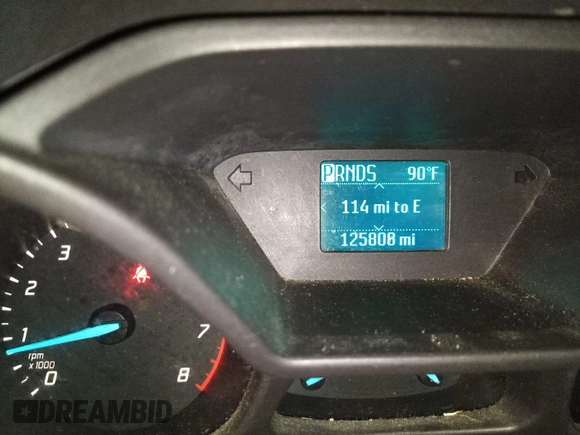 PRNDS 90°F
114 mi to E
125808 mi
3
2
1
0
rpm
x1000
7
8
DREAMBID